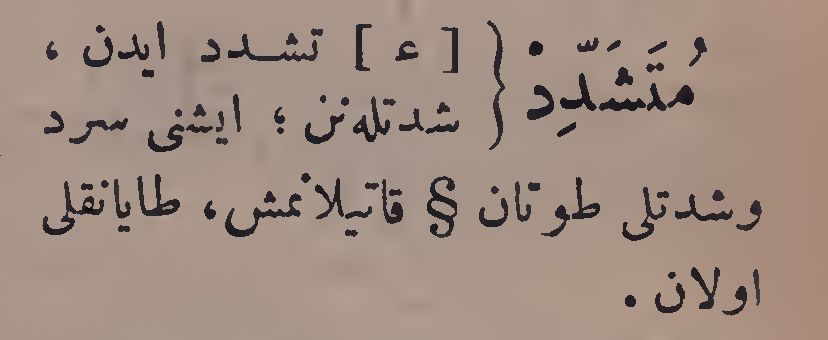 مُتَشَدِّدْ { [ ع ] تشدد ایدن ،
شدتله‌نن ؛ ایشنی سرد
وشدتلی طوتان § قاتیلانمش، طایانقلی
اولان .